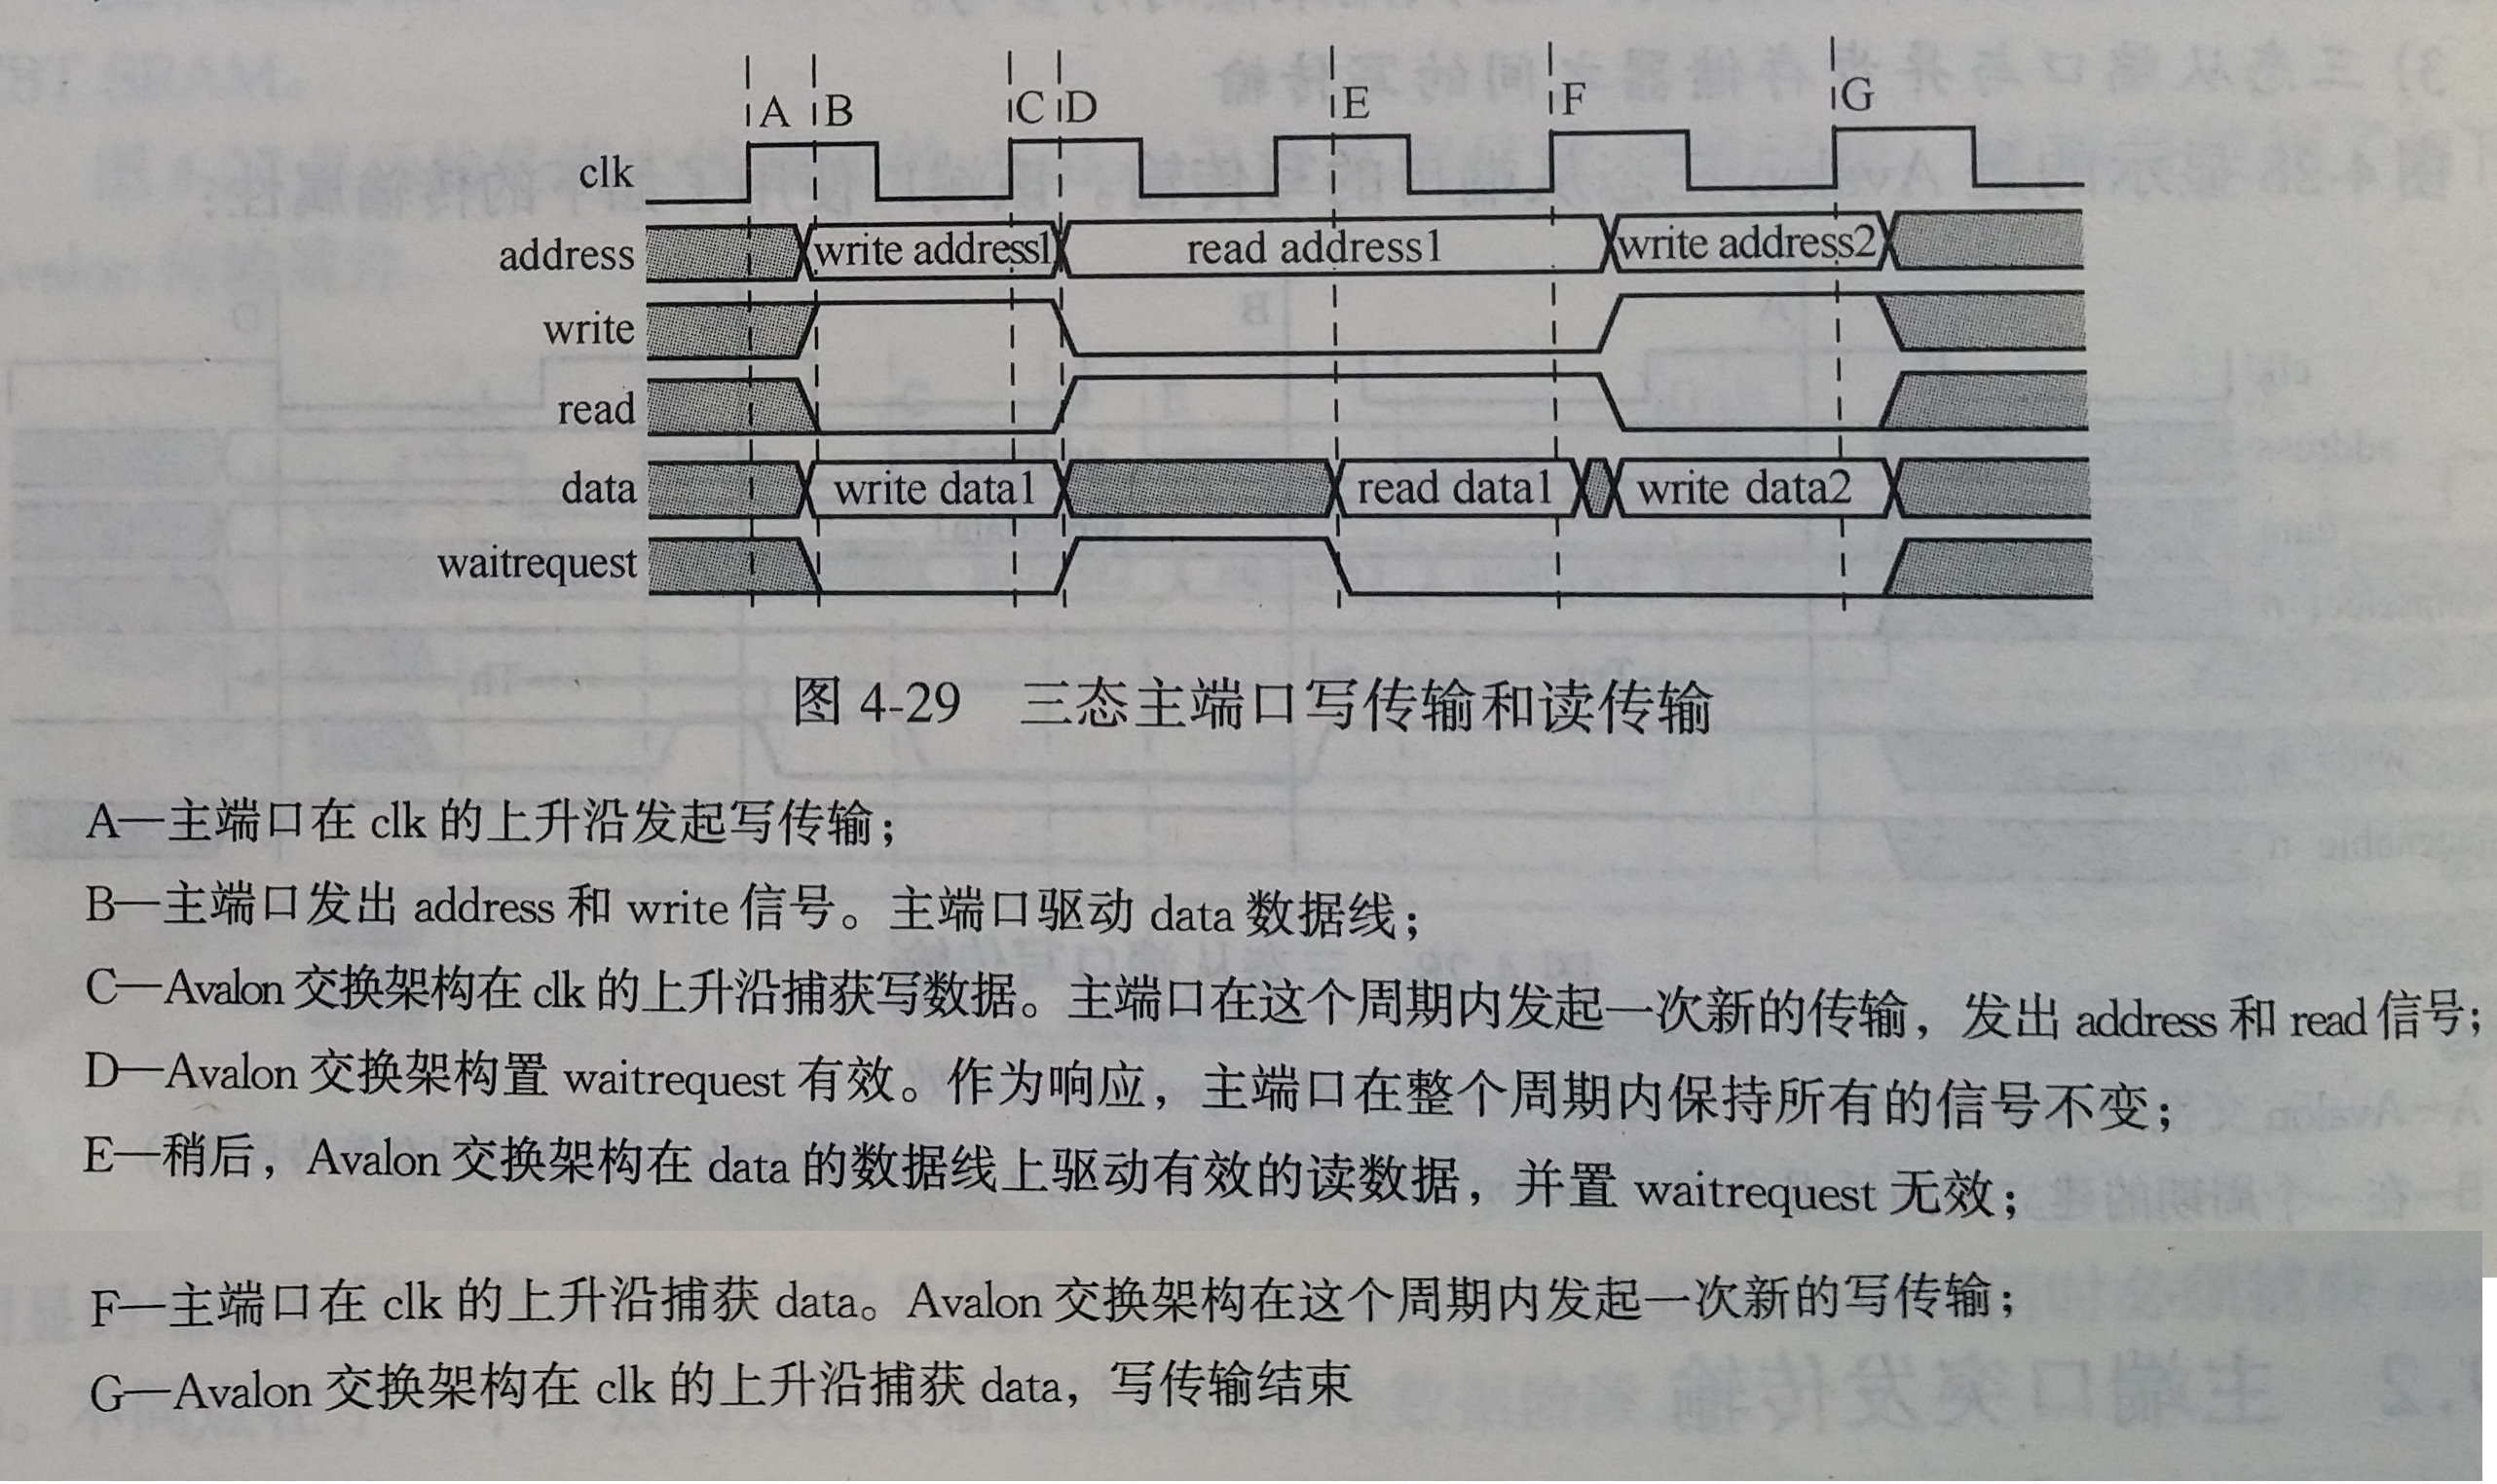 A B C D E F G
clk
address write address1 read address1 write address2
write
read
data write data1 read data1 write data2
waitrequest
图 4-29 三态主端口写传输和读传输
A—主端口在 clk 的上升沿发起写传输；
B—主端口发出 address 和 write 信号。主端口驱动 data 数据线；
C—Avalon 交换架构在 clk 的上升沿捕获写数据。主端口在这个周期内发起一次新的传输，发出 address 和 read 信号；
D—Avalon 交换架构置 waitrequest 有效。作为响应，主端口在整个周期内保持所有的信号不变；
E—稍后，Avalon 交换架构在 data 的数据线上驱动有效的读数据，并置 waitrequest 无效；
F—主端口在 clk 的上升沿捕获 data。Avalon 交换架构在这个周期内发起一次新的写传输；
G—Avalon 交换架构在 clk 的上升沿捕获 data，写传输结束